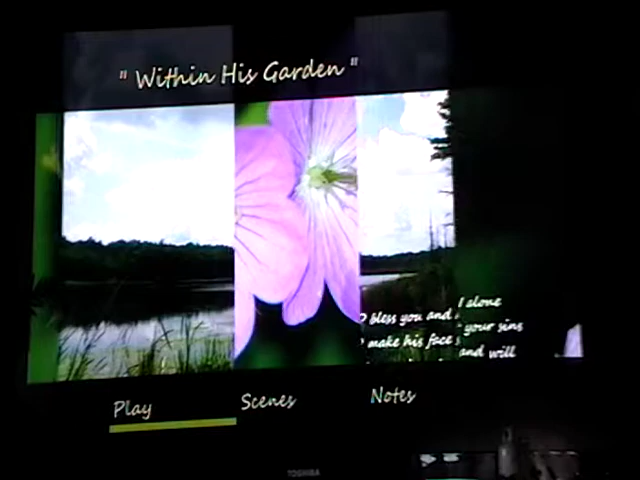 " Within His Garden "
bless you and
make his face
I alone
your sins
and will
Play
Scenes
Notes
TOSHIBA